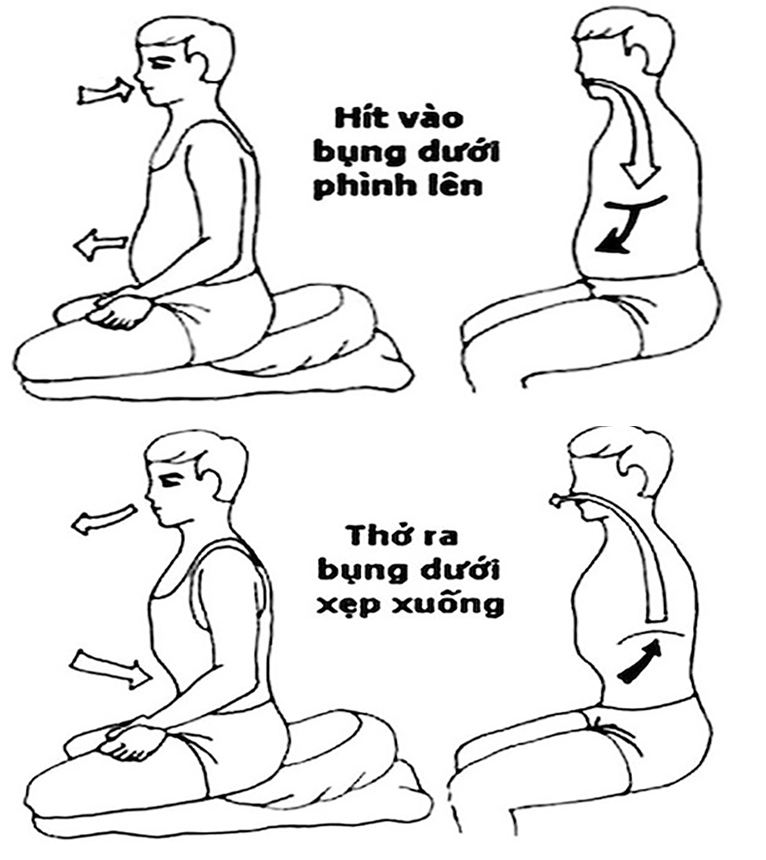 Hít vào
bụng dưới
phình lên
Thở ra
bụng dưới
xẹp xuống